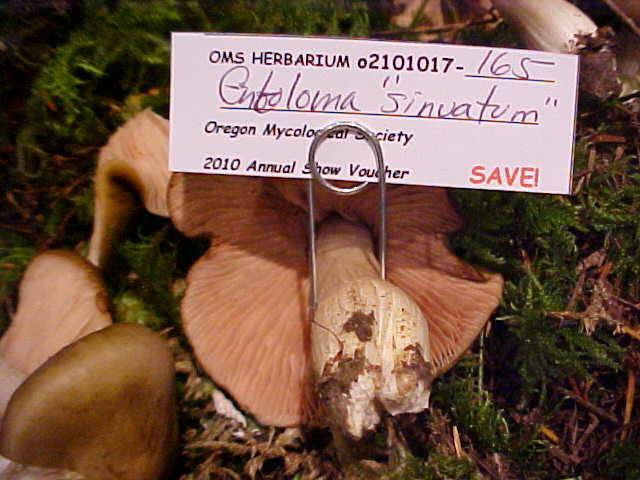 OMS HERBARIUM o2101017-165
Entoloma "sinuatum"
Oregon Mycological Society
2010 Annual Show Voucher
SAVE!